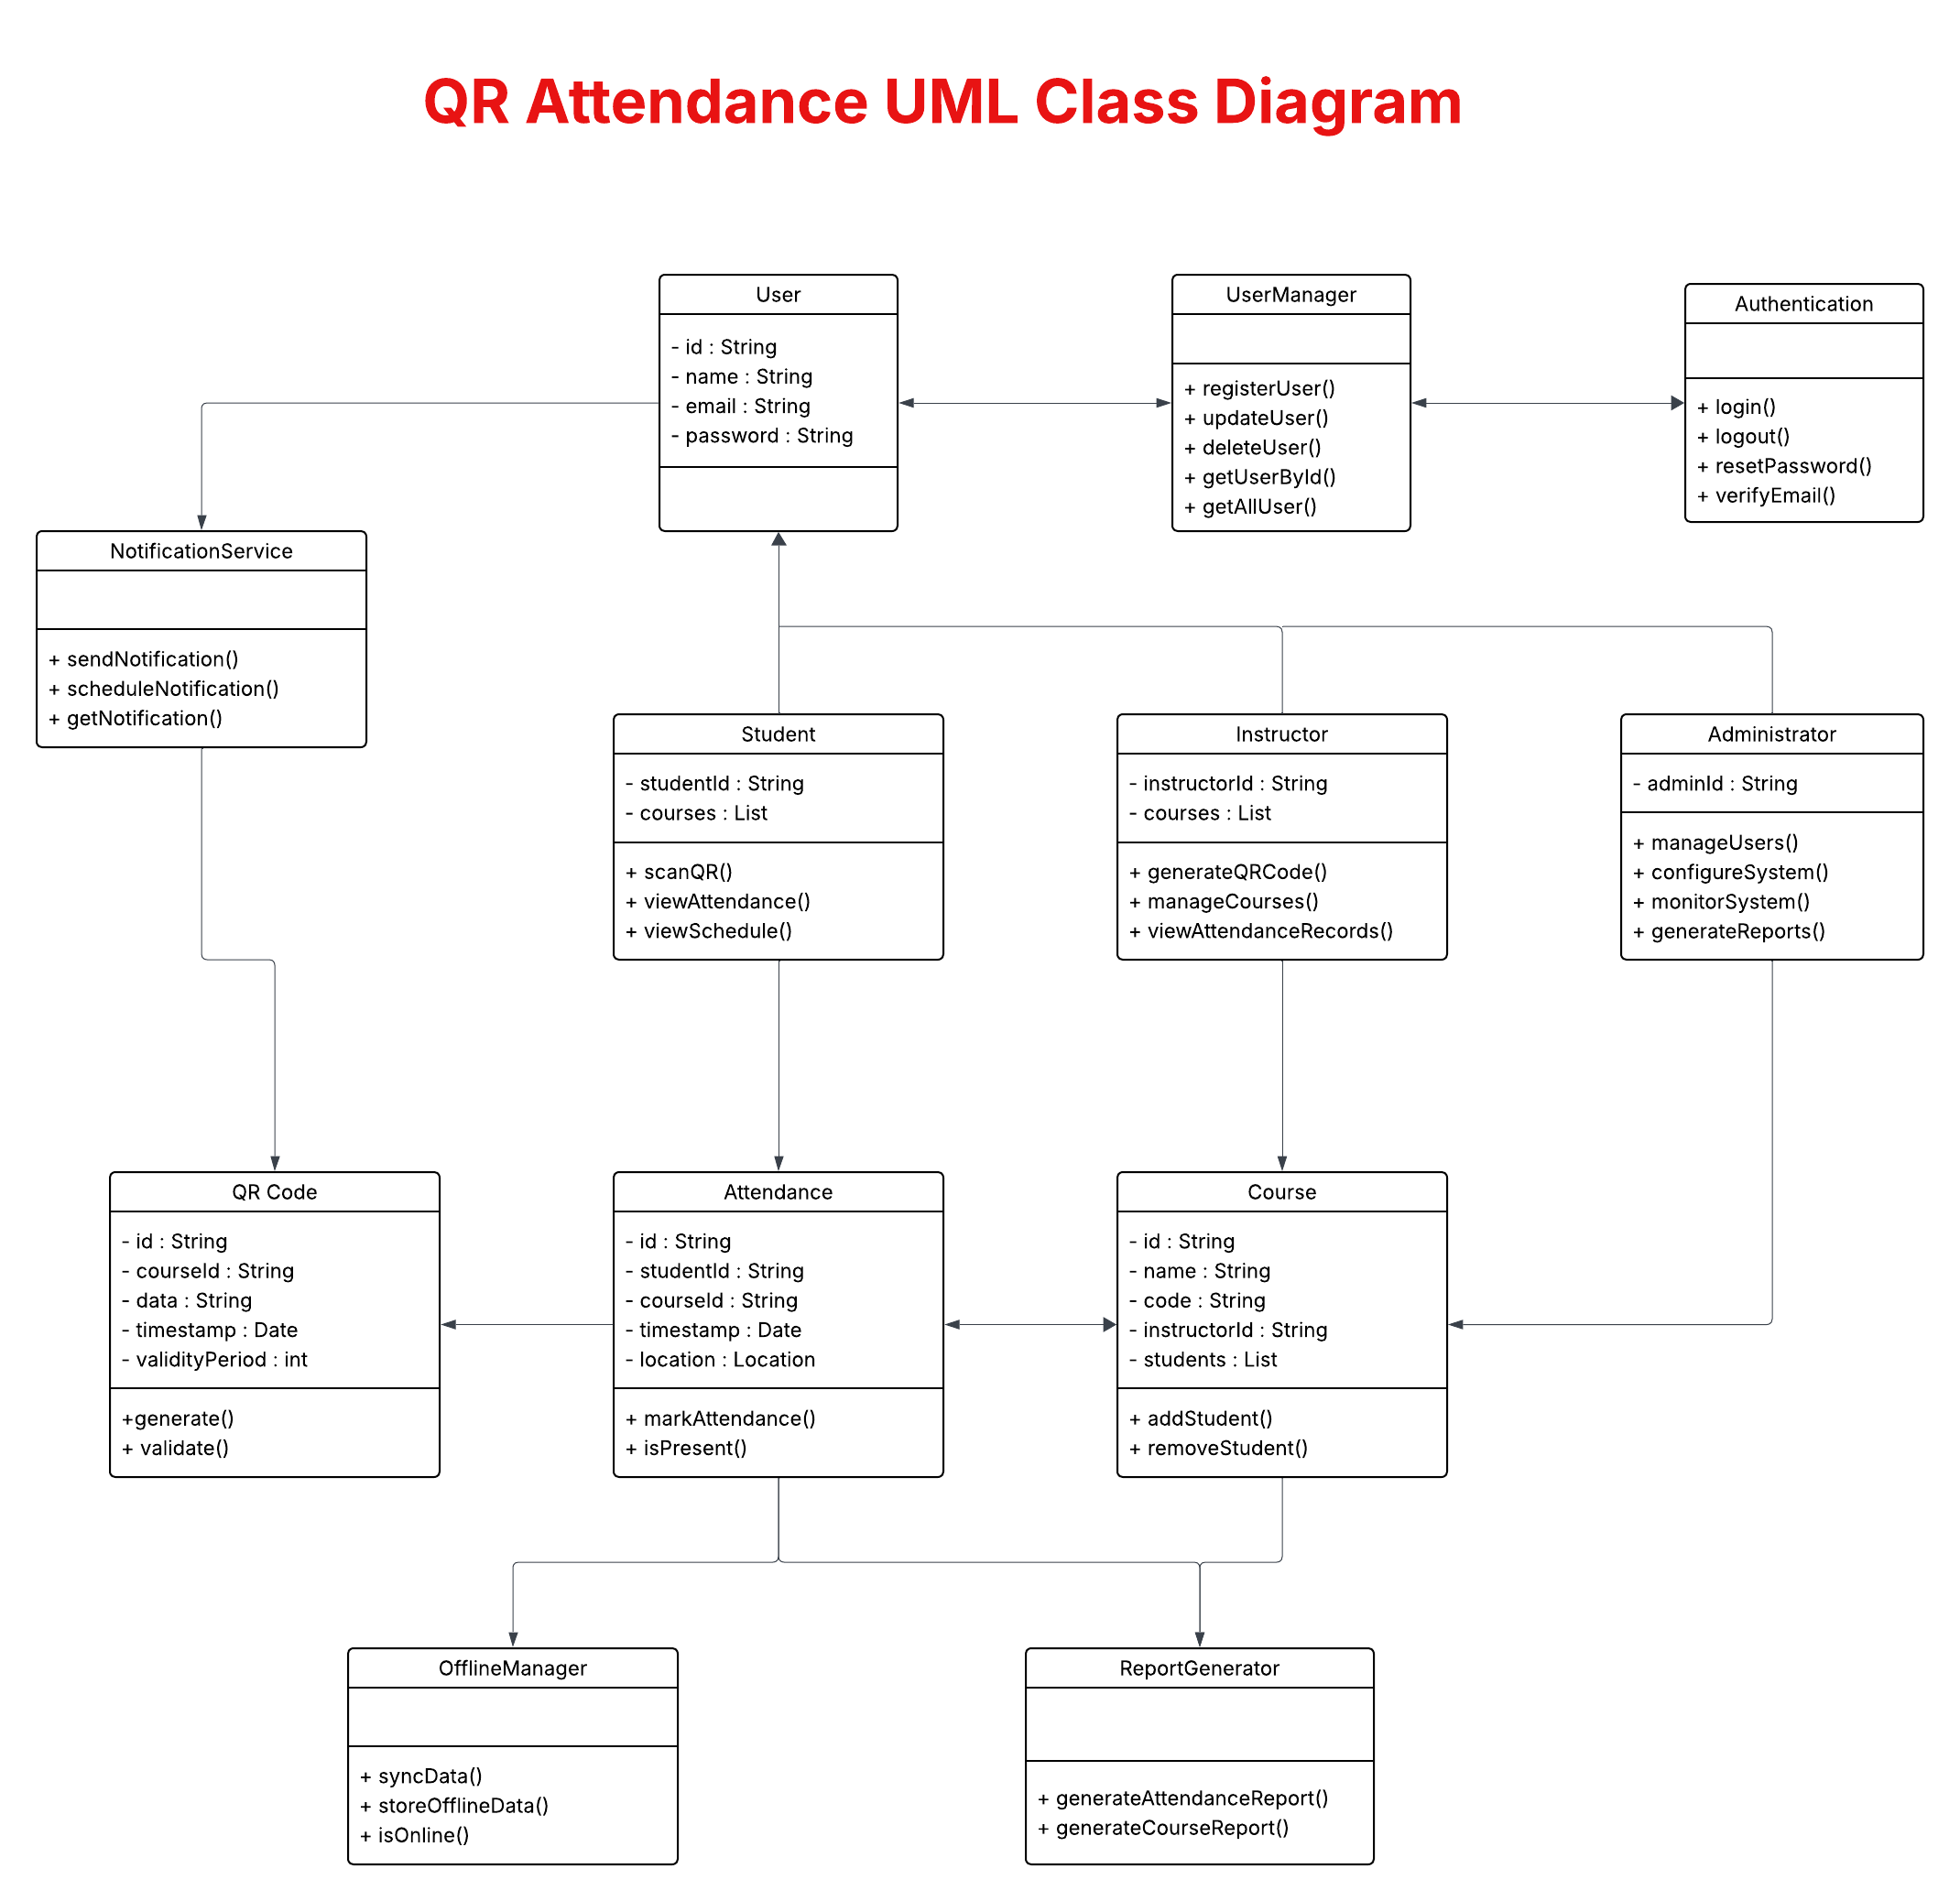 QR Attendance UML Class Diagram
User
- id : String
- name : String
- email : String
- password : String
UserManager
+ registerUser()
+ updateUser()
+ deleteUser()
+ getUserById()
+ getAllUser()
Authentication
+ login()
+ logout()
+ resetPassword()
+ verifyEmail()
NotificationService
+ sendNotification()
+ scheduleNotification()
+ getNotification()
Student
- studentId : String
- courses : List
+ scanQR()
+ viewAttendance()
+ viewSchedule()
Instructor
- instructorId : String
- courses : List
+ generateQRCode()
+ manageCourses()
+ viewAttendanceRecords()
Administrator
- adminId : String
+ manageUsers()
+ configureSystem()
+ monitorSystem()
+ generateReports()
QR Code
- id : String
- courseId : String
- data : String
- timestamp : Date
- validityPeriod : int
+generate()
+ validate()
Attendance
- id : String
- studentId : String
- courseId : String
- timestamp : Date
- location : Location
+ markAttendance()
+ isPresent()
Course
- id : String
- name : String
- code : String
- instructorId : String
- students : List
+ addStudent()
+ removeStudent()
OfflineManager
+ syncData()
+ storeOfflineData()
+ isOnline()
ReportGenerator
+ generateAttendanceReport()
+ generateCourseReport()